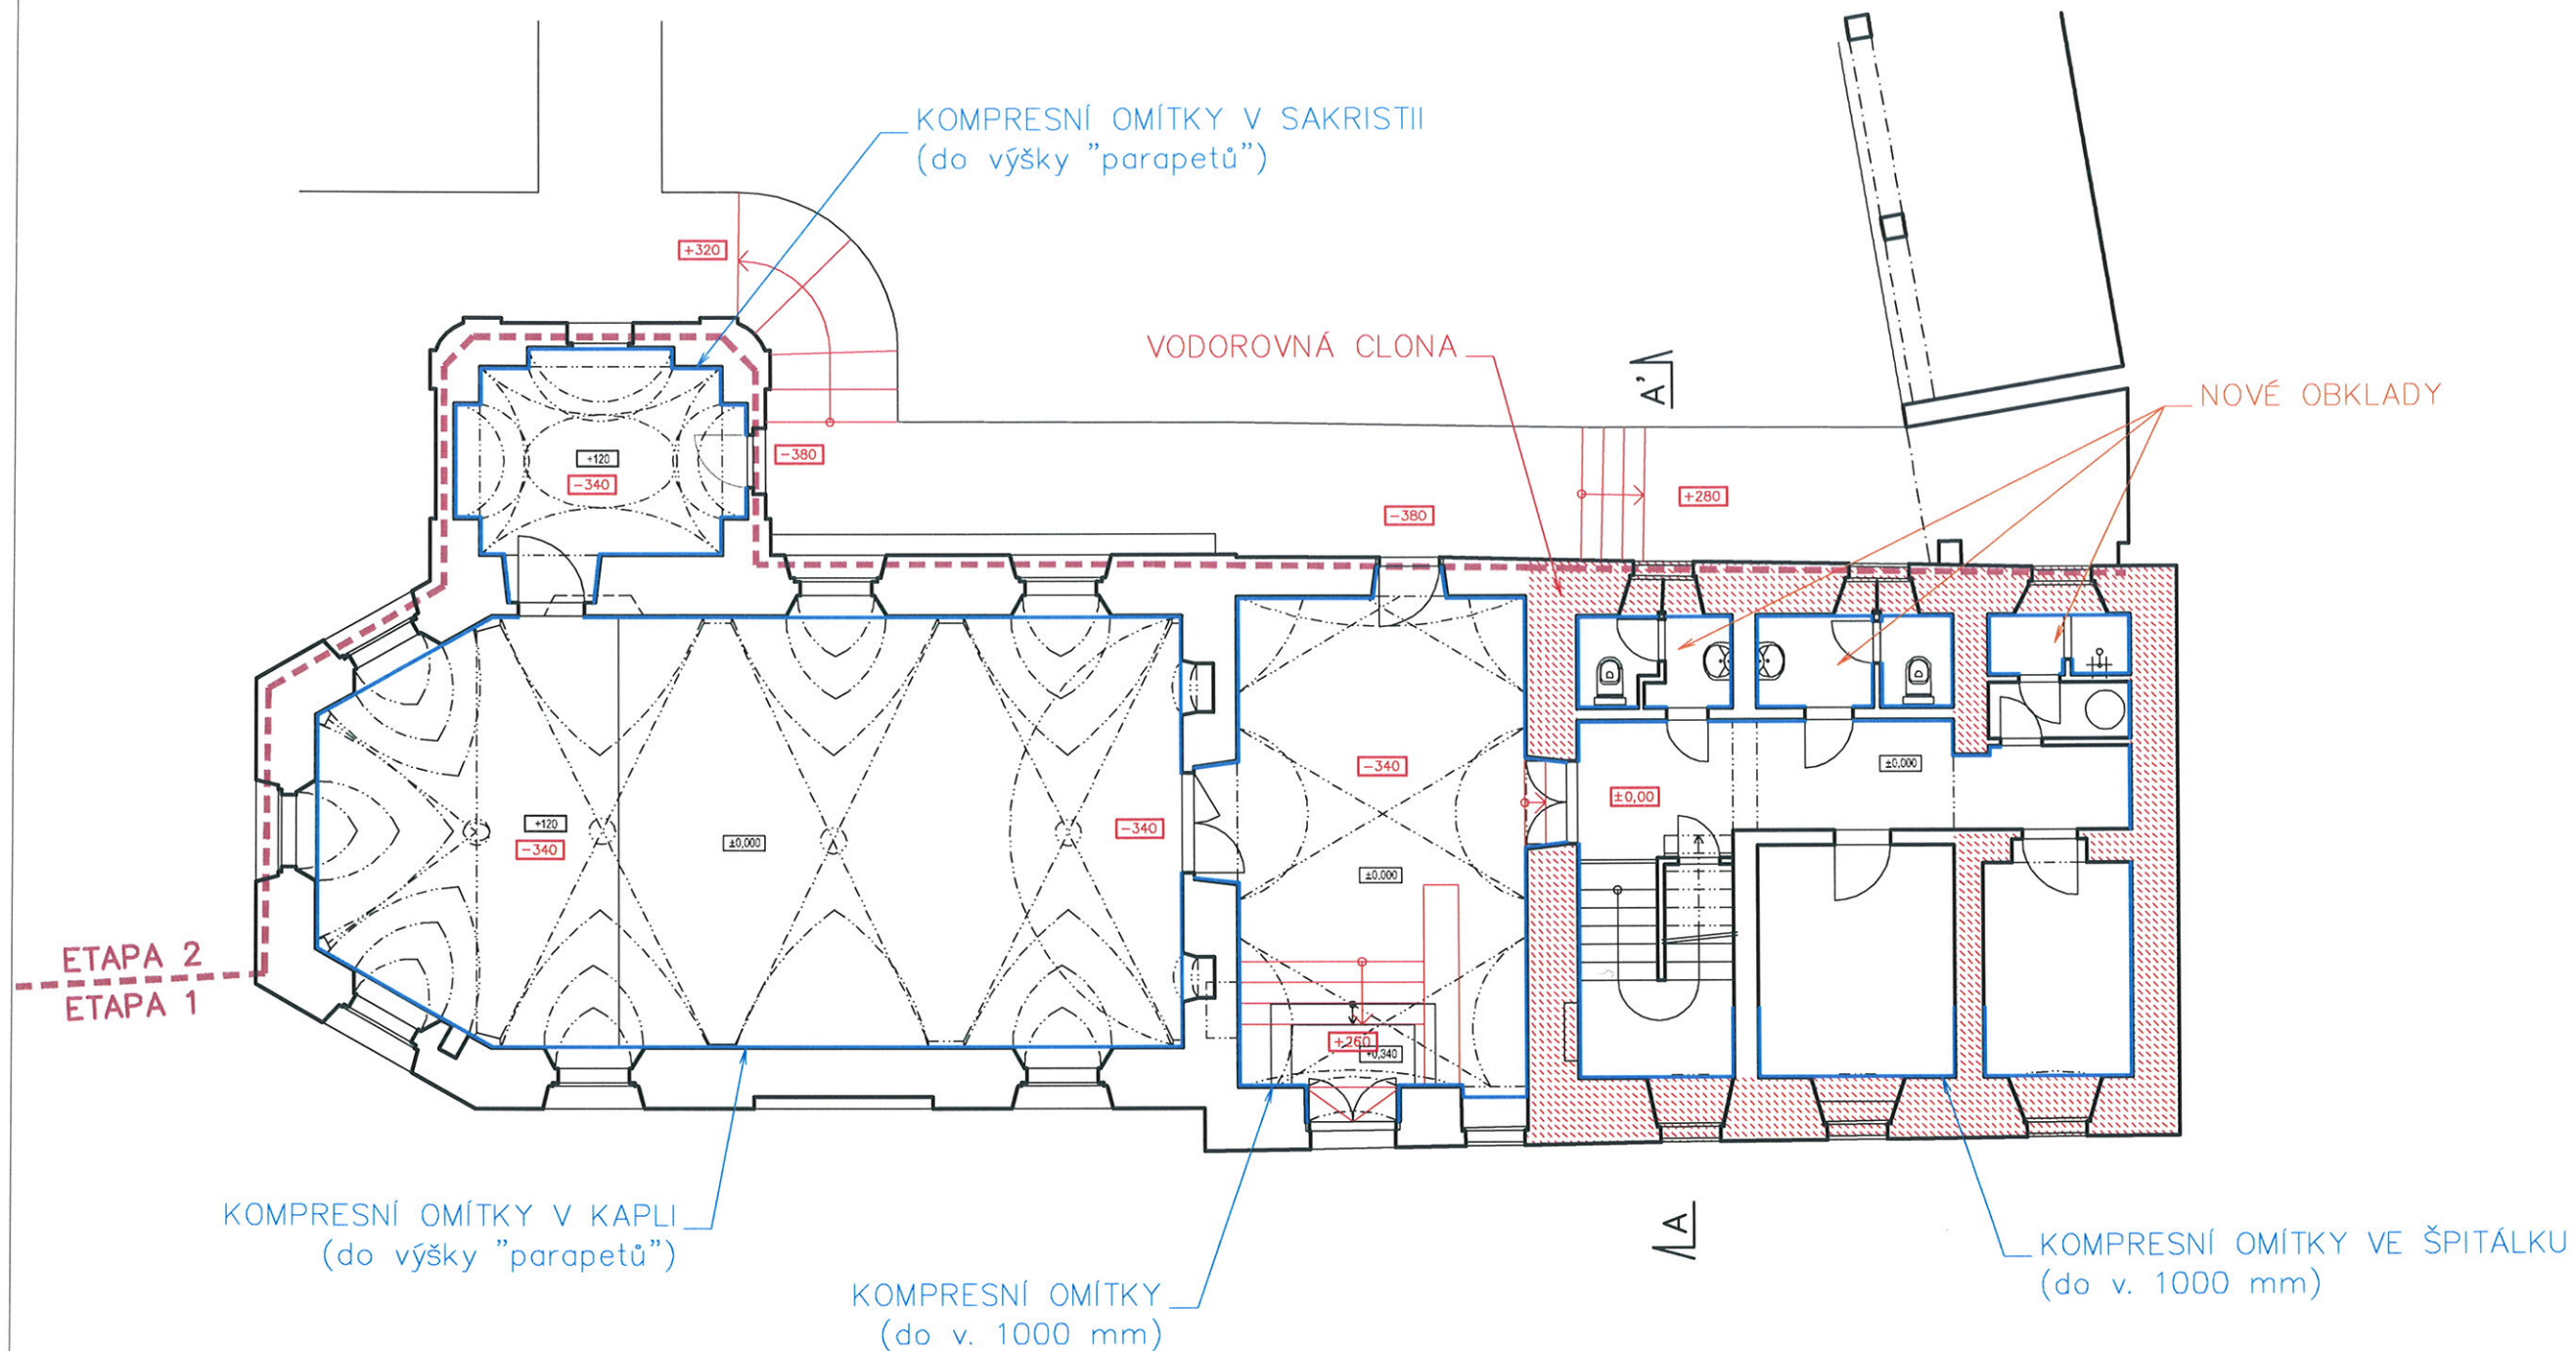 KOMPRESNÍ OMÍTKY V SAKRISTII
(do výšky "parapetů")
+320
VODOROVNÁ CLONA
A'
NOVÉ OBKLADY
+120
-340
-380
-380
+280
-340
±0,000
±0,00
+120
-340
±0,000
-340
±0,000
+260
+0,340
ETAPA 2
ETAPA 1
KOMPRESNÍ OMÍTKY V KAPLI
(do výšky "parapetů")
A
KOMPRESNÍ OMÍTKY VE ŠPITÁLKU
(do v. 1000 mm)
KOMPRESNÍ OMÍTKY
(do v. 1000 mm)